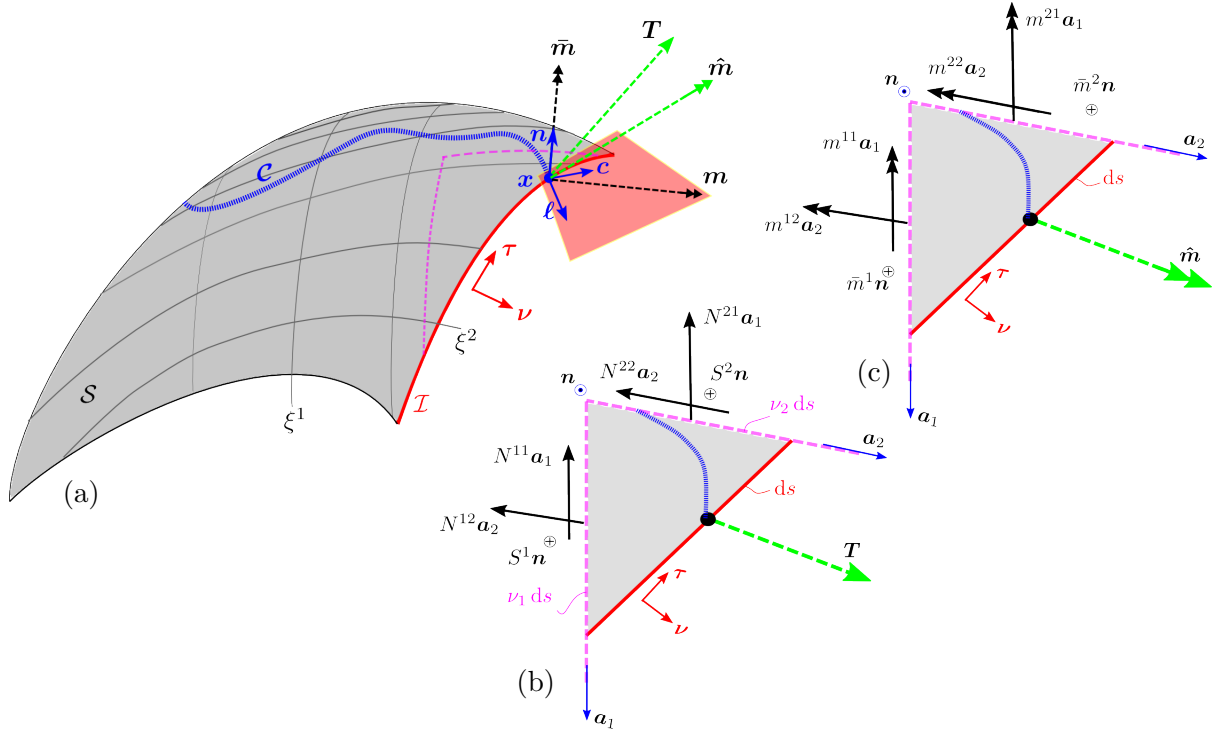 T
m̄
m̂
n
c
𝒞
x
m
ℓ
τ
ν
ξ²
𝒮
ℐ
ξ¹
(a)
N²¹a₁
N²²a₂
S²n
n
ν₂ ds
a₂
N¹¹a₁
ds
N¹²a₂
S¹n
T
τ
ν₁ ds
ν
(b)
a₁
m²¹a₁
m²²a₂
m̄²n
n
m¹¹a₁
a₂
ds
m¹²a₂
m̂
m̄¹n
τ
ν
(c)
a₁